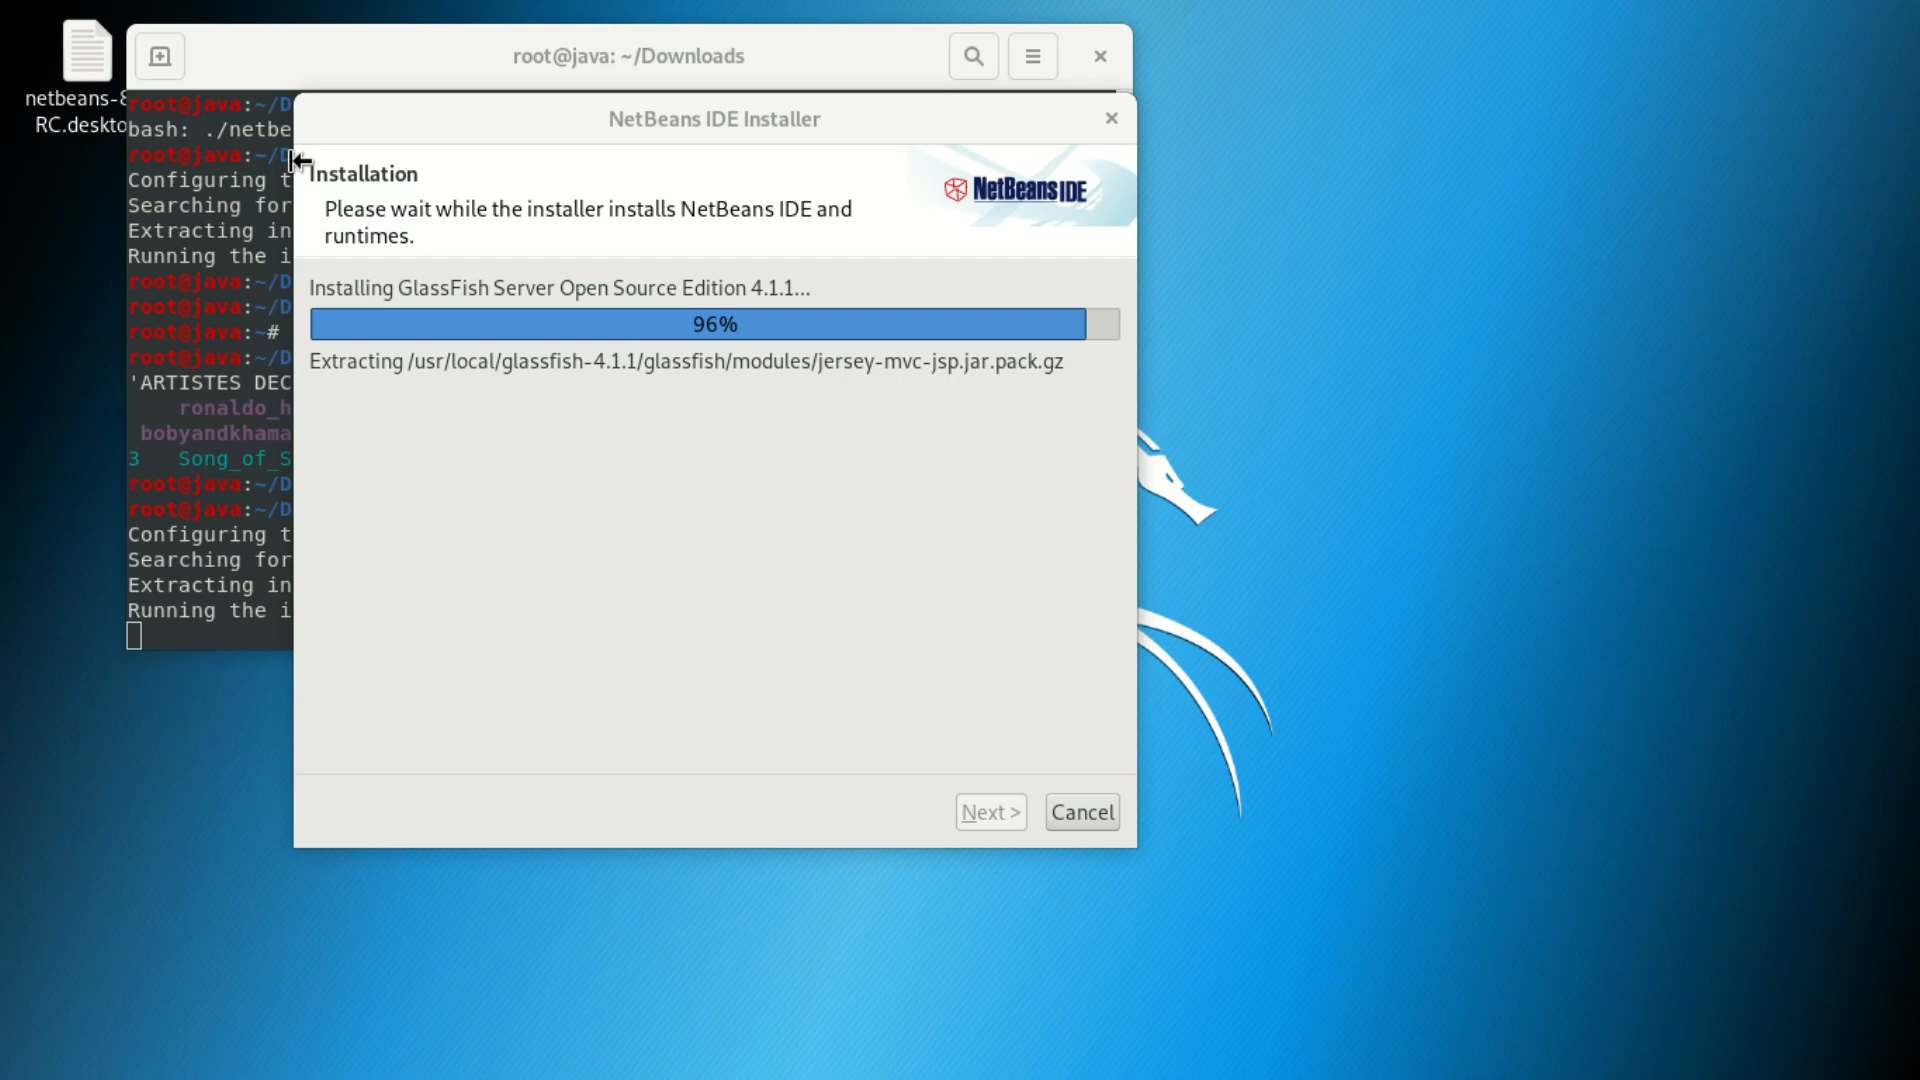 netbeans-8
RC.deskto
root@java: ~/Downloads
root@java:~/D
bash: ./netbe
root@java:~/D
Configuring t
Searching for
Extracting in
Running the i
root@java:~/D
root@java:~/D
root@java:~#
root@java:~/D
'ARTISTES DEC
ronaldo_h
bobyandkhama
3 Song_of_S
root@java:~/D
root@java:~/D
Configuring t
Searching for
Extracting in
Running the i
NetBeans IDE Installer
Installation
Please wait while the installer installs NetBeans IDE and
runtimes.
NetBeans IDE
Installing GlassFish Server Open Source Edition 4.1.1...
96%
Extracting /usr/local/glassfish-4.1.1/glassfish/modules/jersey-mvc-jsp.jar.pack.gz
Next >
Cancel